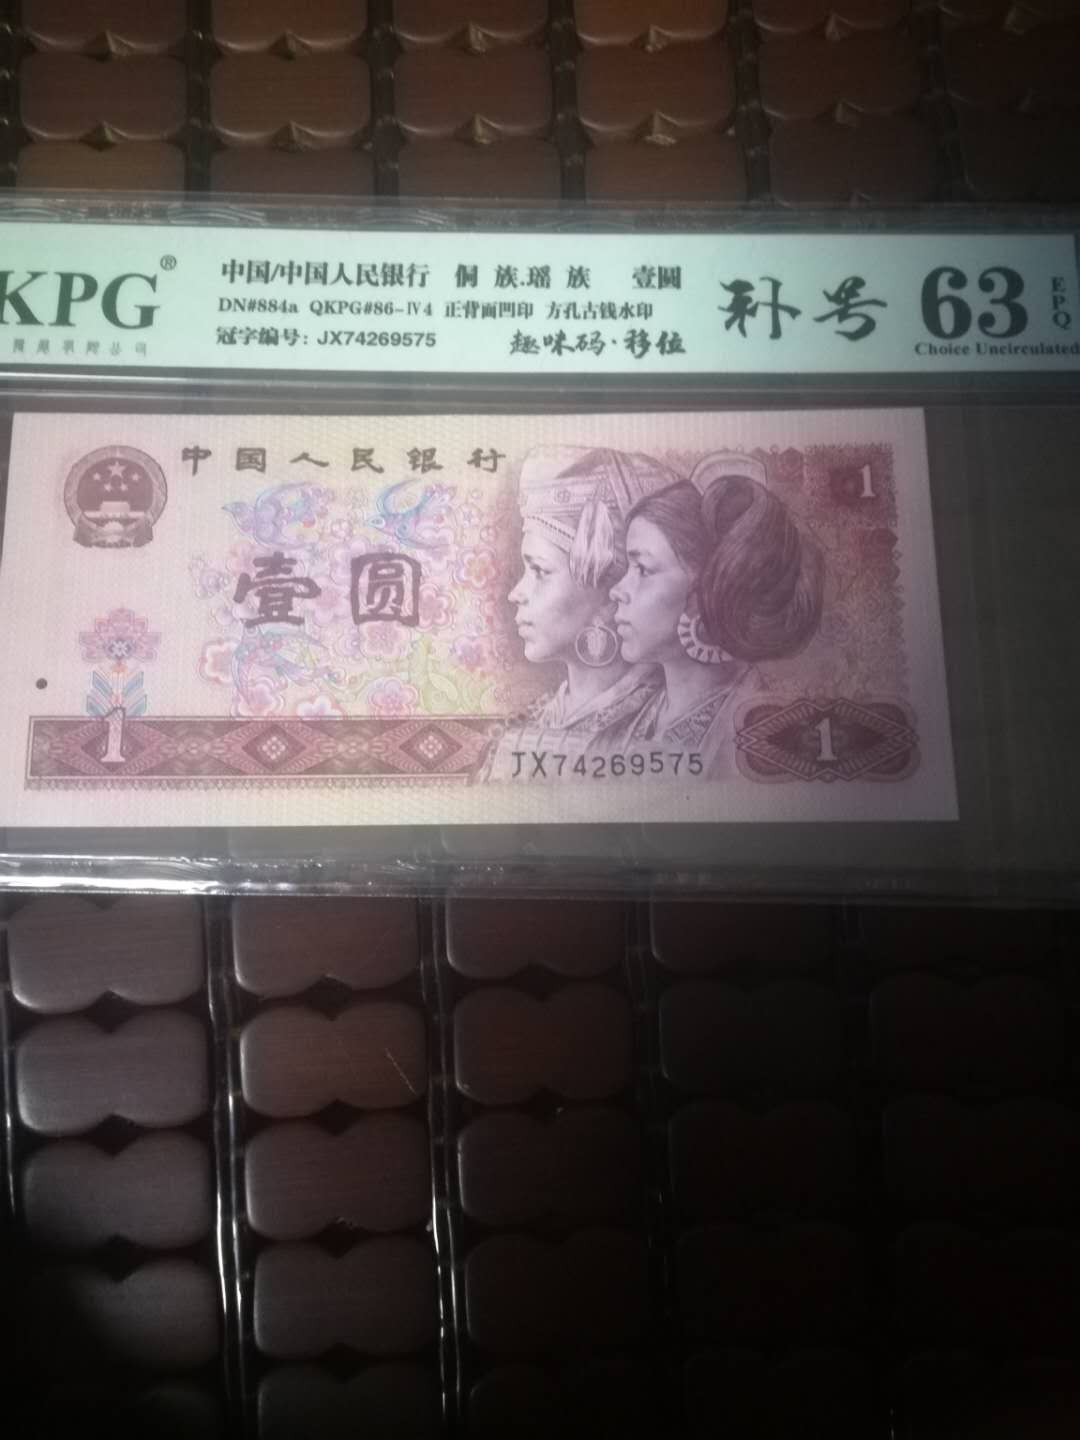 KPG®
中国/中国人民银行 侗 族.瑶 族 壹圆
DN#884a QKPG#86-Ⅳ4 正背面凹印 方孔古钱水印
冠字编号: JX74269575 趣味码·移位
补号 63 EPQ
Choice Uncirculated
中国人民银行
1
壹圆
1
JX74269575
1